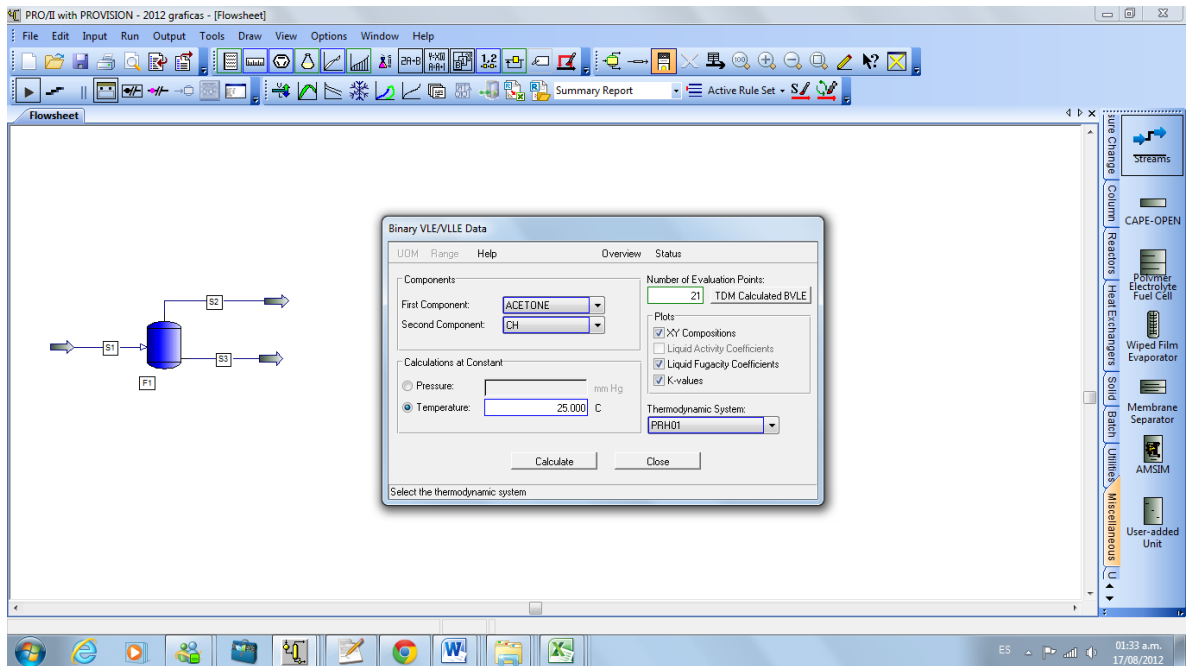 PRO/II with PROVISION - 2012 graficas - [Flowsheet]
File Edit Input Run Output Tools Draw View Options Window Help
Summary Report
Active Rule Set
Flowsheet
Binary VLE/VLLE Data
UOM Range Help Overview Status
Components
First Component: ACETONE
Second Component: CH
Calculations at Constant
Pressure: mm Hg
Temperature: 25.000 C
Number of Evaluation Points:
21 TDM Calculated BVLE
Plots
XY Compositions
Liquid Activity Coefficients
Liquid Fugacity Coefficients
K-values
Thermodynamic System:
PRH01
Calculate Close
Select the thermodynamic system
S1
S2
S3
F1
sure Change
Column
Reactors
Heat Exchangers
Solid
Batch
Utilities
Miscellaneous
U
Streams
CAPE-OPEN
Polymer
Electrolyte
Fuel Cell
Wiped Film
Evaporator
Membrane
Separator
AMSIM
User-added
Unit
ES
01:33 a.m.
17/08/2012